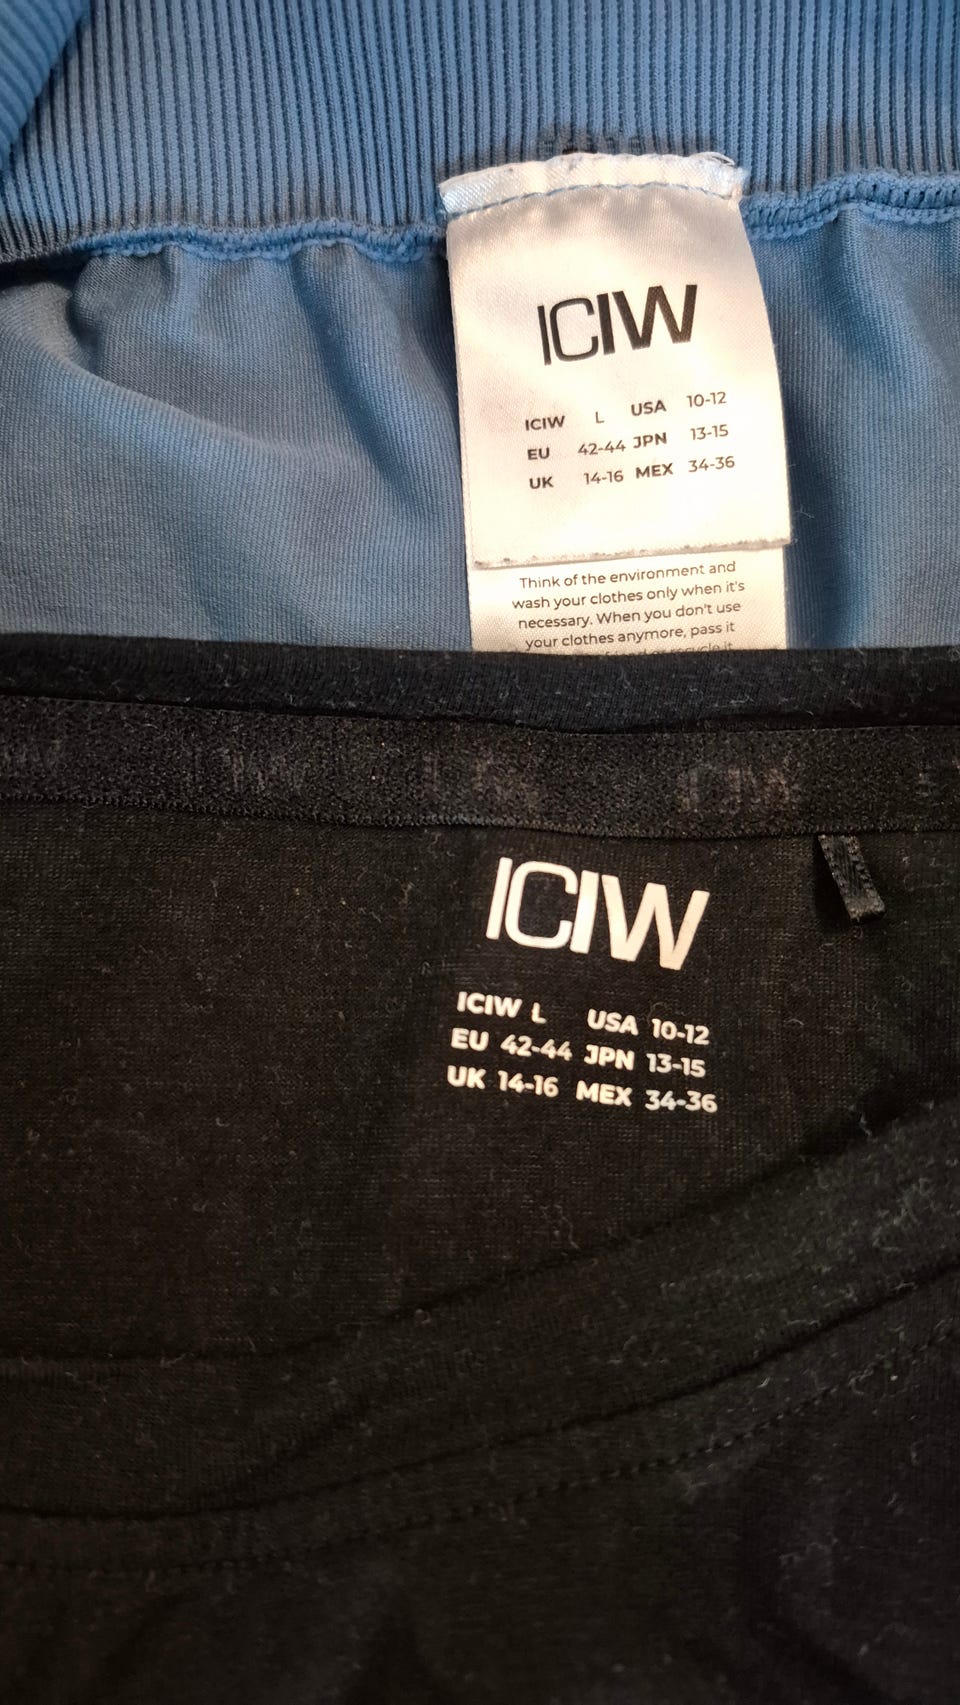 ICIW
ICIW L USA 10-12
EU 42-44 JPN 13-15
UK 14-16 MEX 34-36
Think of the environment and
wash your clothes only when it's
necessary. When you don't use
your clothes anymore, pass it
ICIW
ICIW L USA 10-12
EU 42-44 JPN 13-15
UK 14-16 MEX 34-36